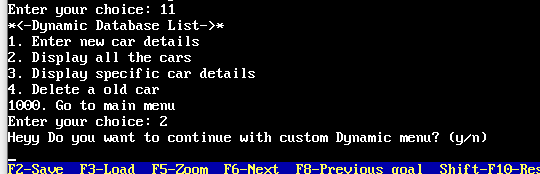 Enter your choice: 11
*<-Dynamic Database List->*
1. Enter new car details
2. Display all the cars
3. Display specific car details
4. Delete a old car
1000. Go to main menu
Enter your choice: 2
Heyy Do you want to continue with custom Dynamic menu? (y/n)
F2-Save F3-Load F5-Zoom F6-Next F8-Previous goal Shift-F10-Res